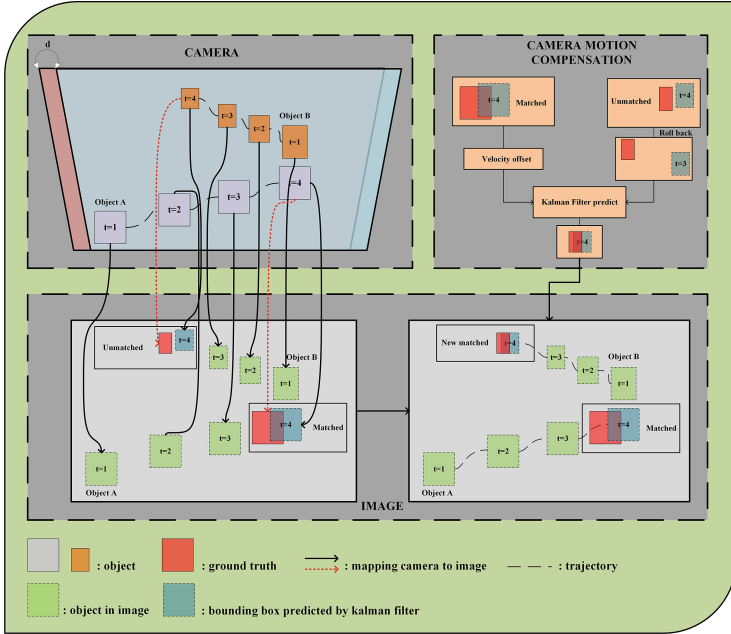 d
CAMERA
t=4
t=3
t=2
Object B
t=1
t=4
t=3
t=2
Object A
t=1
CAMERA MOTION
COMPENSATION
t=4
Matched
Unmatched
t=4
Roll back
t=3
Velocity offset
Kalman Filter predict
t=4
Unmatched
t=4
t=3
t=2
Object B
t=1
t=4
Matched
t=3
t=2
t=1
Object A
New matched
t=4
t=3
t=2
Object B
t=1
t=4
Matched
t=3
t=2
t=1
Object A
IMAGE
: object
: ground truth
: mapping camera to image
: trajectory
: object in image
: bounding box predicted by kalman filter